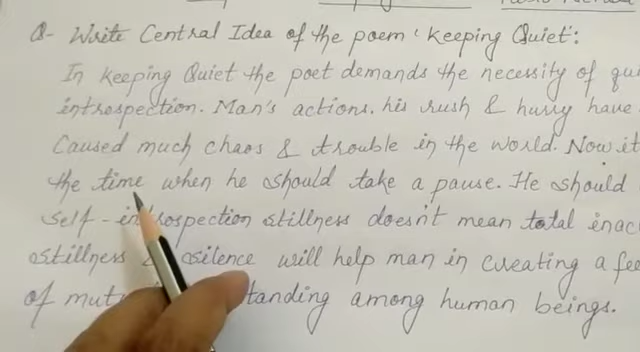 Q- Write Central Idea of the poem 'Keeping Quiet':
In Keeping Quiet the poet demands the necessity of
introspection. Man's actions, his rush & hurry have
caused much chaos & trouble in the world. Now it
the time when he should take a pause. He should
self-introspection stillness doesn't mean total
stillness silence will help man in creating a
of among human beings.